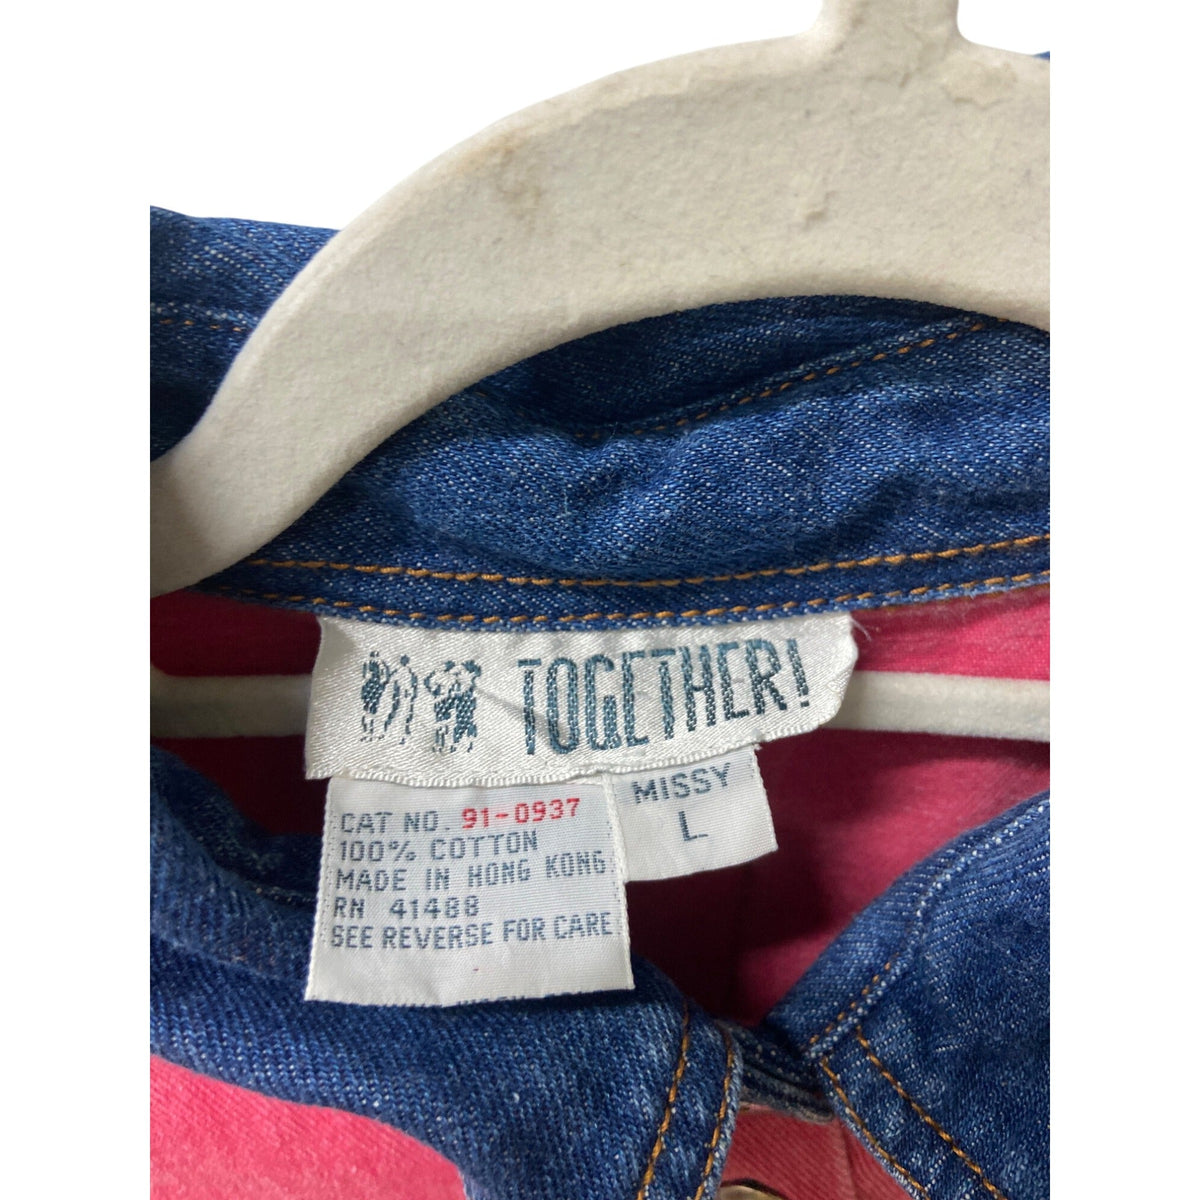 TOGETHER!
MISSY
L
CAT NO. 91-0937
100% COTTON
MADE IN HONG KONG
RN 41488
SEE REVERSE FOR CARE